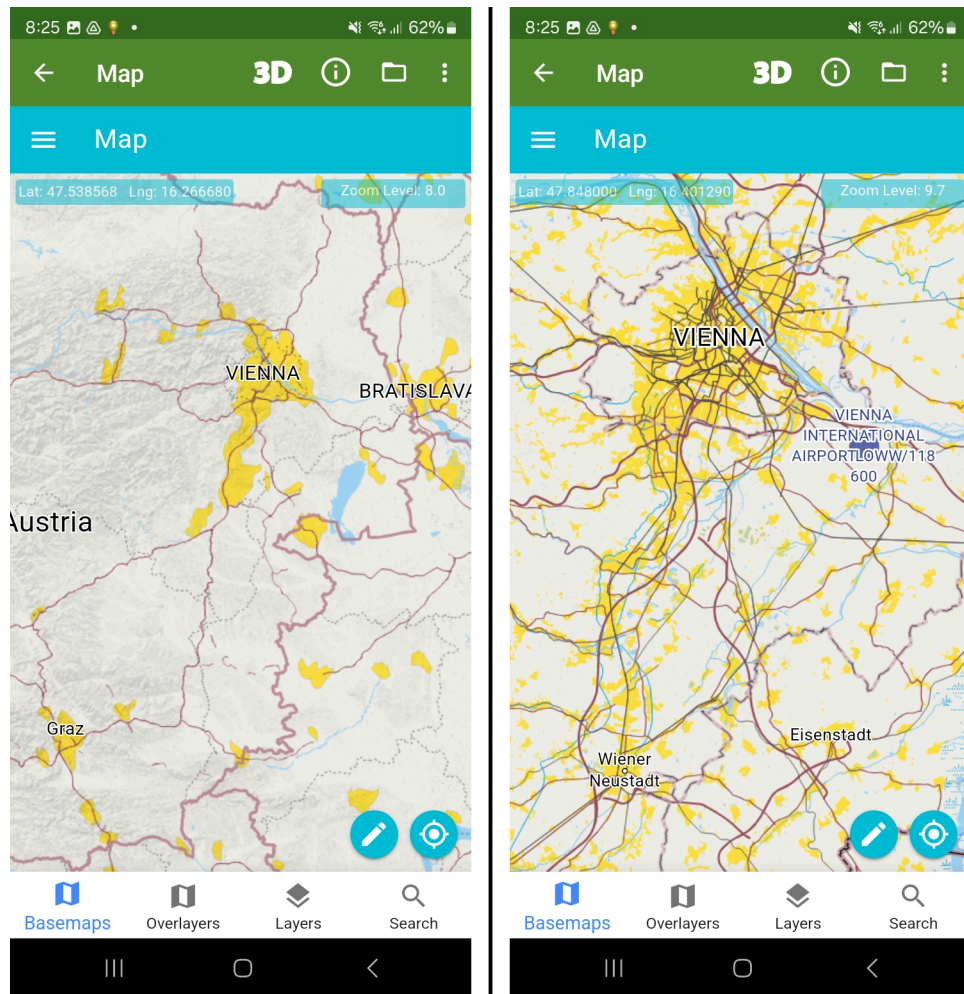 8:25
62%
Map
3D
Map
Lat: 47.538568 Lng: 16.266680
Zoom Level: 8.0
VIENNA
BRATISLAVA
Austria
Graz
Basemaps
Overlayers
Layers
Search
8:25
62%
Map
3D
Map
Lat: 47.848000 Lng: 16.401290
Zoom Level: 9.7
VIENNA
VIENNA
INTERNATIONAL
AIRPORTLOWW/118
600
Eisenstadt
Wiener
Neustadt
Basemaps
Overlayers
Layers
Search